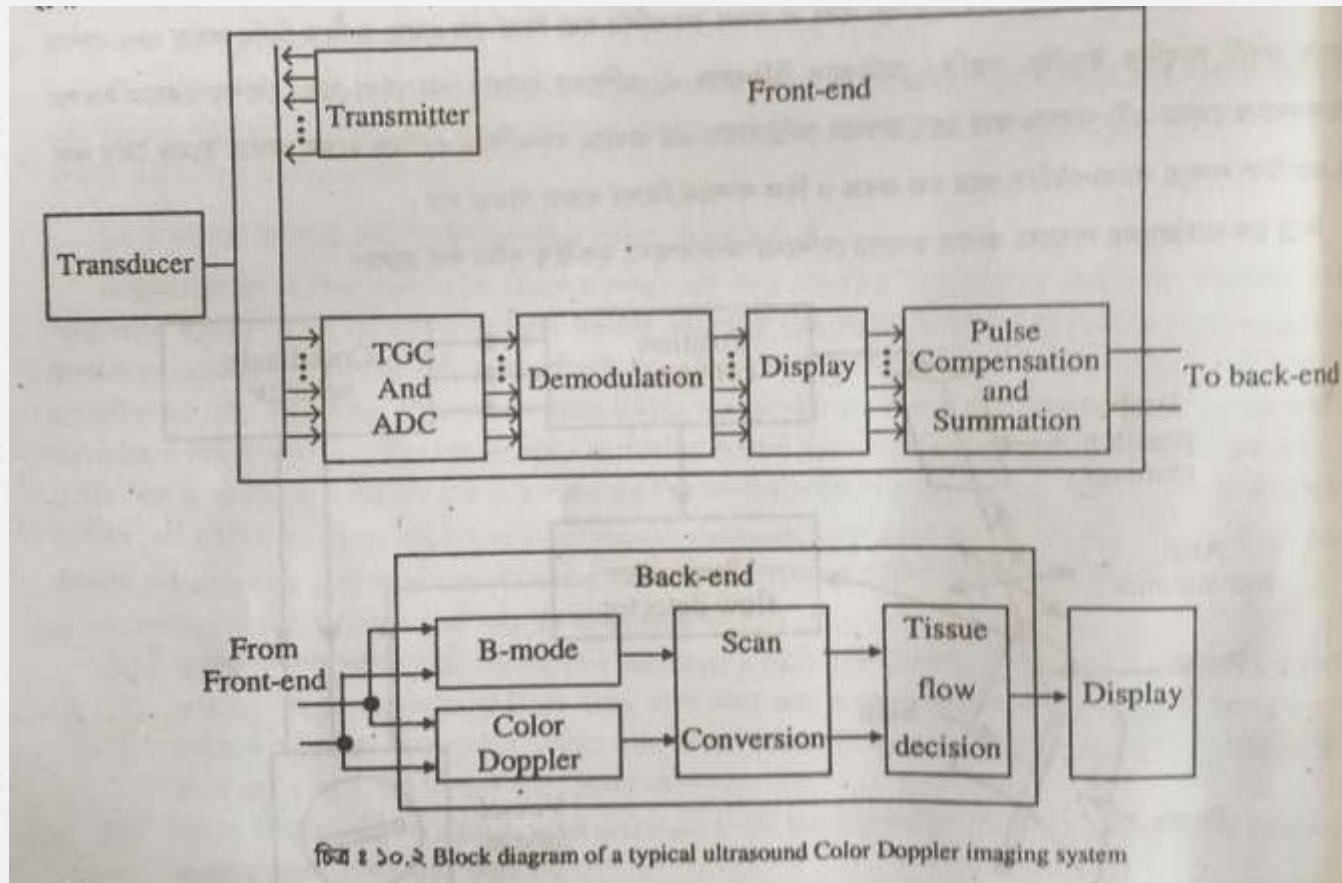 Transmitter
Front-end
Transducer
TGC
And
ADC
Demodulation
Display
Pulse
Compensation
and
Summation
To back-end
Back-end
From
Front-end
B-mode
Color
Doppler
Scan
Conversion
Tissue
flow
decision
Display
চিত্র ঃ ১০.২ Block diagram of a typical ultrasound Color Doppler imaging system